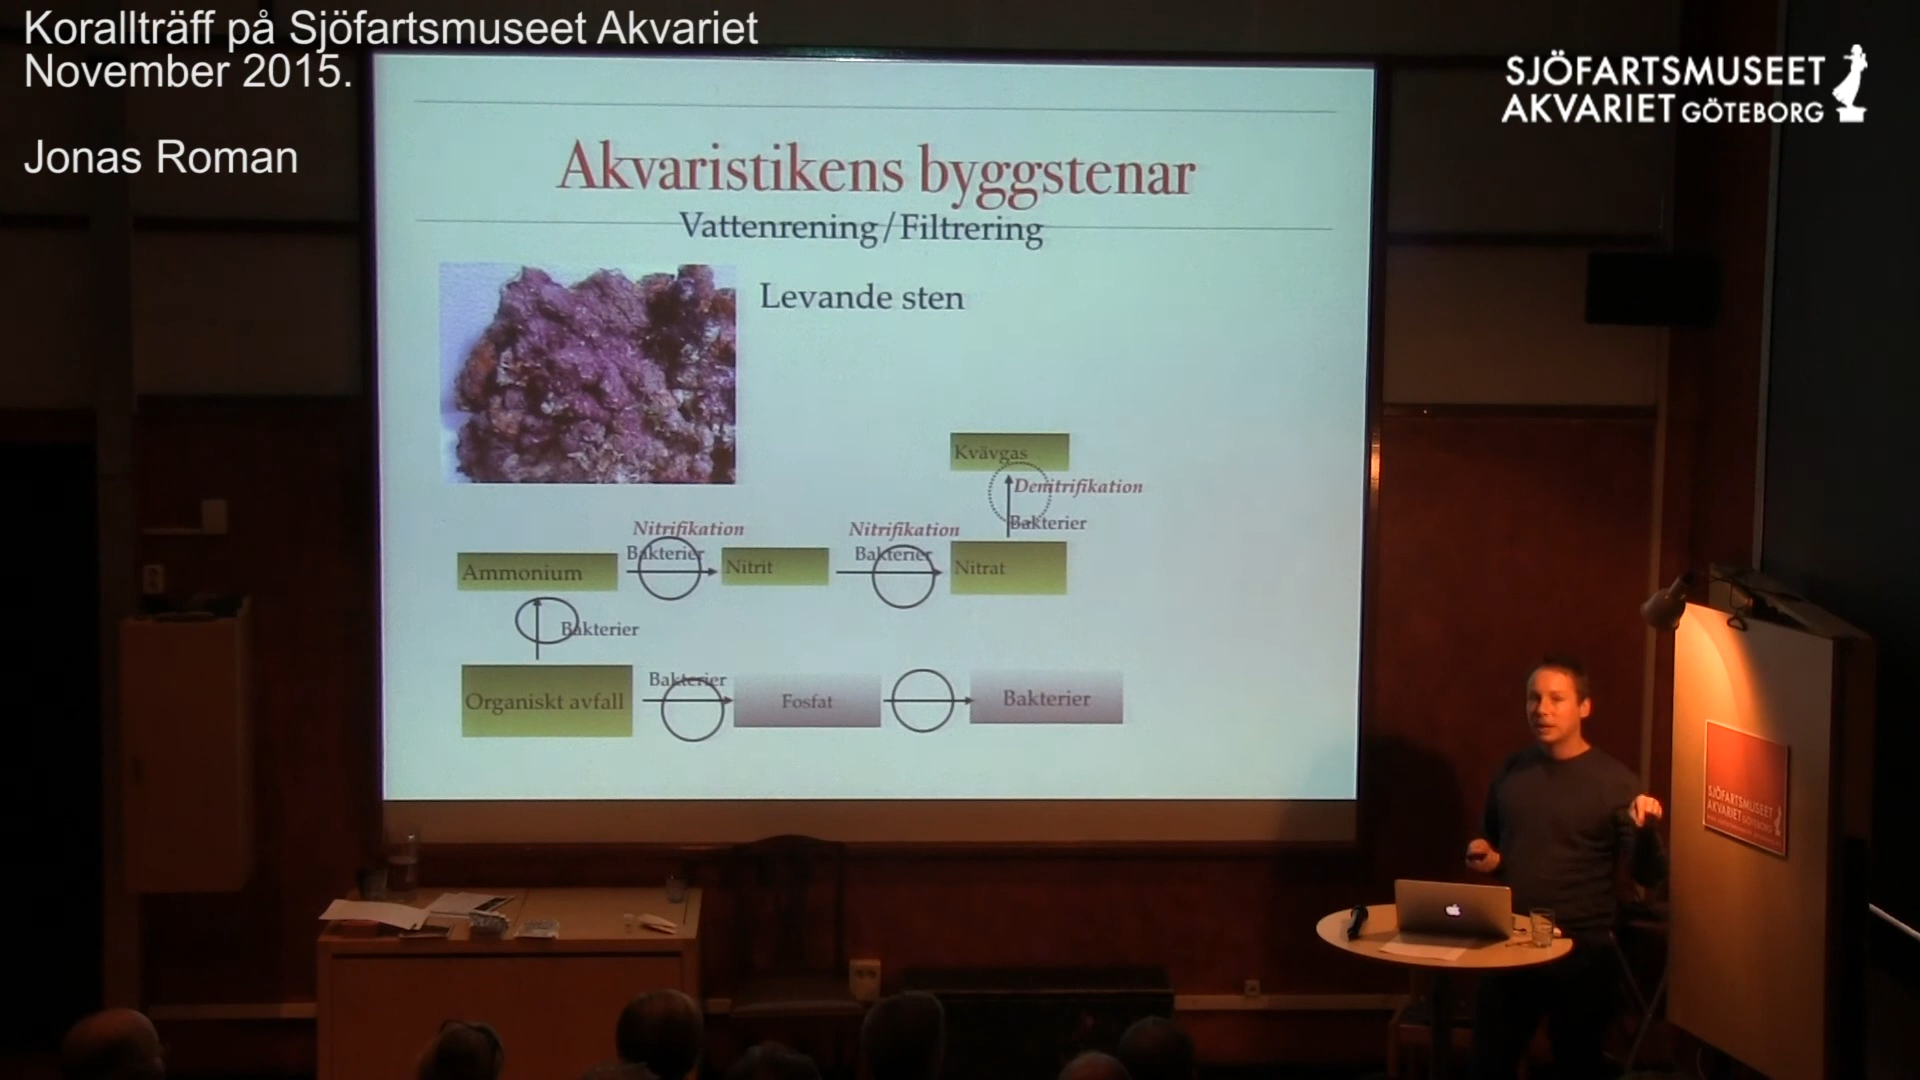 Korallträff på Sjöfartsmuseet Akvariet
November 2015.
Jonas Roman
SJÖFARTSMUSEET
AKVARIET GÖTEBORG
Akvaristikens byggstenar
Vattenrening/Filtrering
Levande sten
Kvävgas
Denitrifikation
Bakterier
Nitrifikation
Nitrifikation
Bakterier
Bakterier
Ammonium
Nitrit
Nitrat
Bakterier
Bakterier
Organiskt avfall
Fosfat
Bakterier
SJÖFARTSMUSEET
AKVARIET GÖTEBORG